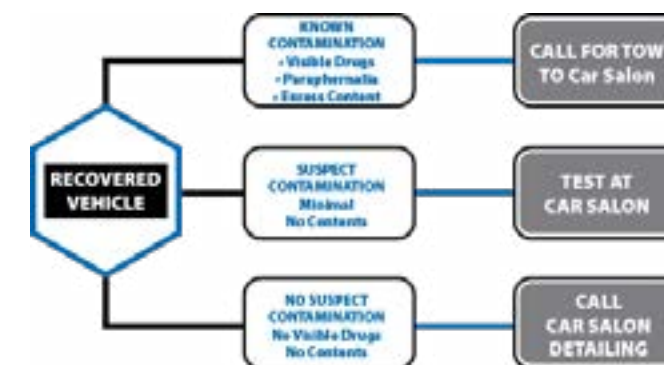 KNOWN
CONTAMINATION
• Visible Drugs
• Paraphernalia
• Excess Content
CALL FOR TOW
TO Car Salon
RECOVERED
VEHICLE
SUSPECT
CONTAMINATION
Minimal
No Contents
TEST AT
CAR SALON
NO SUSPECT
CONTAMINATION
No Visible Drugs
No Contents
CALL
CAR SALON
DETAILING